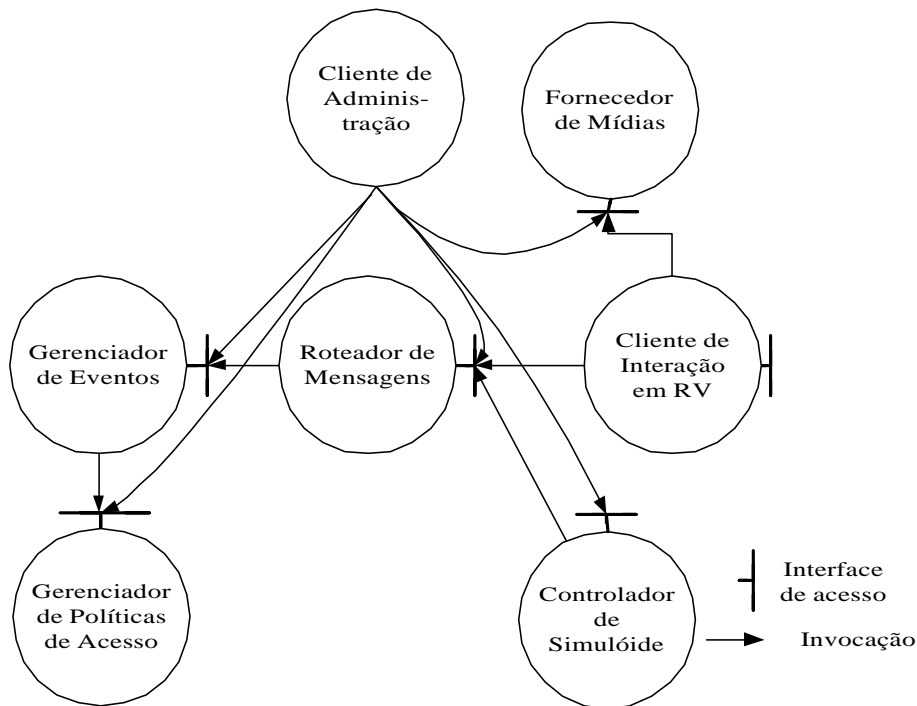 Cliente de
Adminis-
tração
Fornecedor
de Mídias
Gerenciador
de Eventos
Roteador de
Mensagens
Cliente de
Interação
em RV
Gerenciador
de Políticas
de Acesso
Controlador
de
Simulóide
Interface
de acesso
Invocação